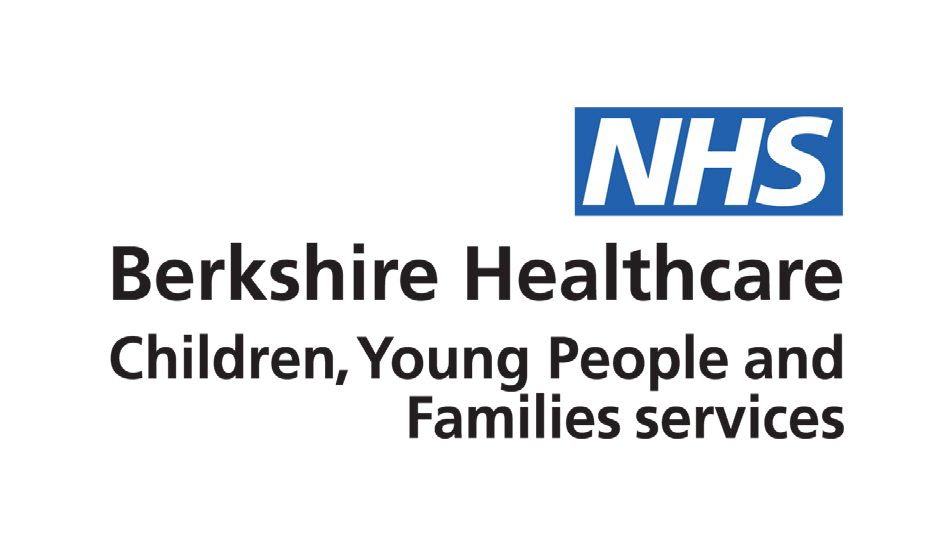 NHS
Berkshire Healthcare
Children, Young People and
Families services